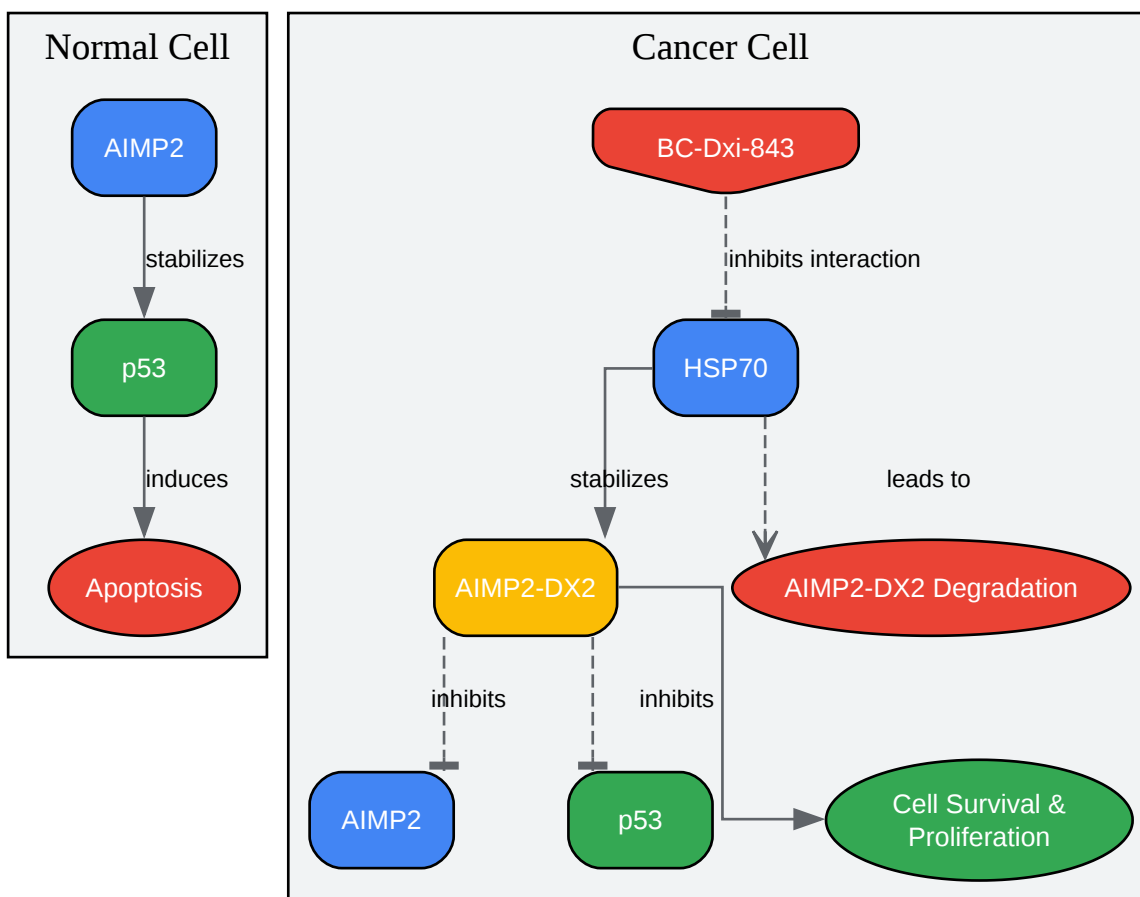 Normal Cell
AIMP2
stabilizes
p53
induces
Apoptosis
Cancer Cell
BC-Dxi-843
inhibits interaction
HSP70
stabilizes
leads to
AIMP2-DX2
AIMP2-DX2 Degradation
inhibits
inhibits
AIMP2
p53
Cell Survival &
Proliferation